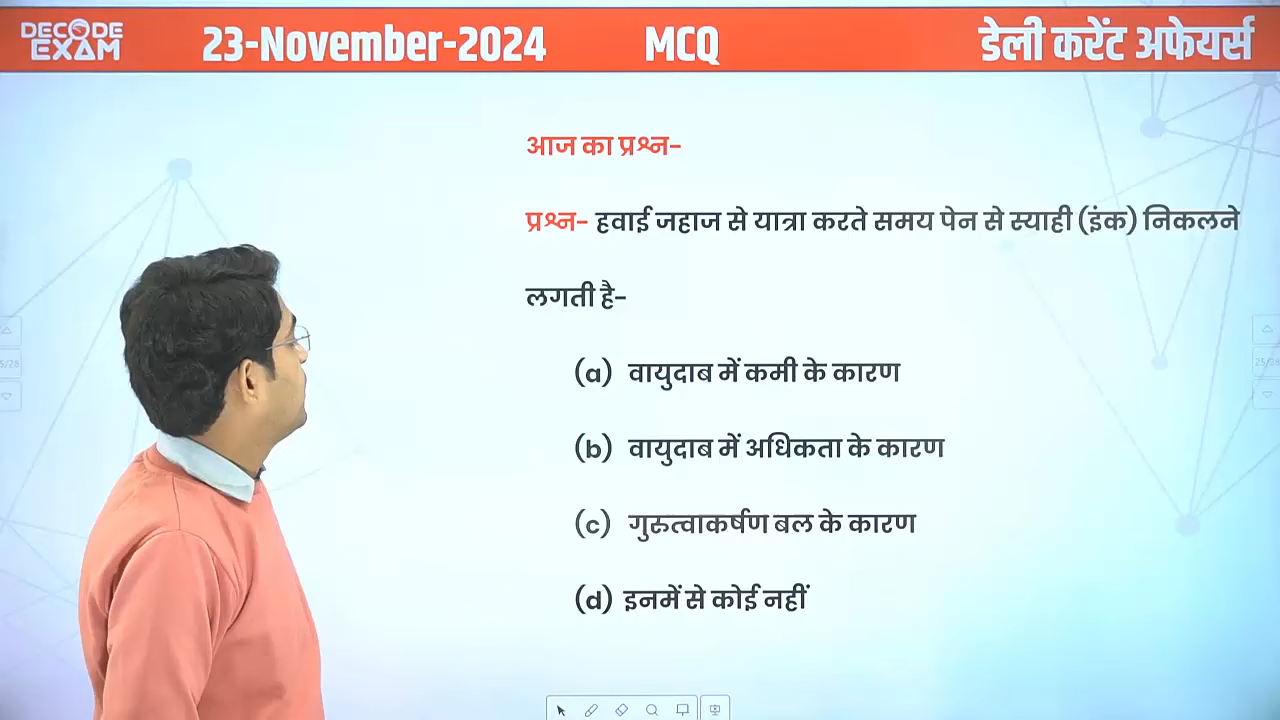 DECODE EXAM
23-November-2024 MCQ डेली करेंट अफेयर्स
आज का प्रश्न-
प्रश्न- हवाई जहाज से यात्रा करते समय पेन से स्याही (इंक) निकलने
लगती है-
(a) वायुदाब में कमी के कारण
(b) वायुदाब में अधिकता के कारण
(c) गुरुत्वाकर्षण बल के कारण
(d) इनमें से कोई नहीं